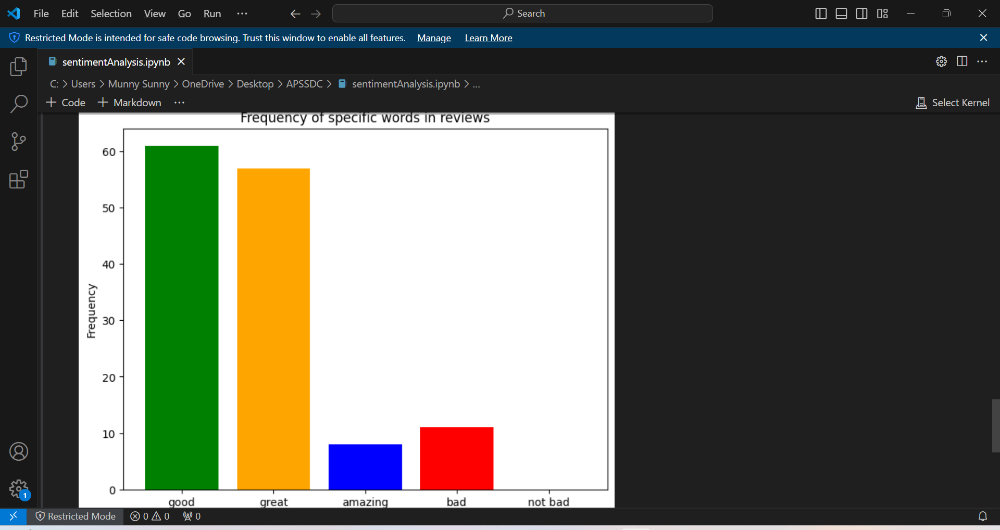 File Edit Selection View Go Run ··· Search
Restricted Mode is intended for safe code browsing. Trust this window to enable all features. Manage Learn More
sentimentAnalysis.ipynb
C: > Users > Munny Sunny > OneDrive > Desktop > APSSDC > sentimentAnalysis.ipynb > ...
+ Code + Markdown ··· Select Kernel
Frequency of specific words in reviews
60
50
40
Frequency
30
20
10
0
good great amazing bad not bad
1
Restricted Mode 0 0 0